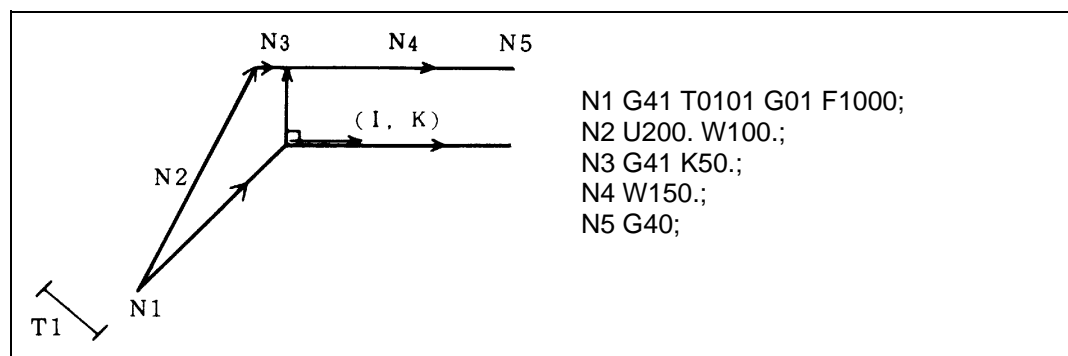 N3 N4 N5
(I, K)
N2
N1
T1
N1 G41 T0101 G01 F1000;
N2 U200. W100.;
N3 G41 K50.;
N4 W150.;
N5 G40;